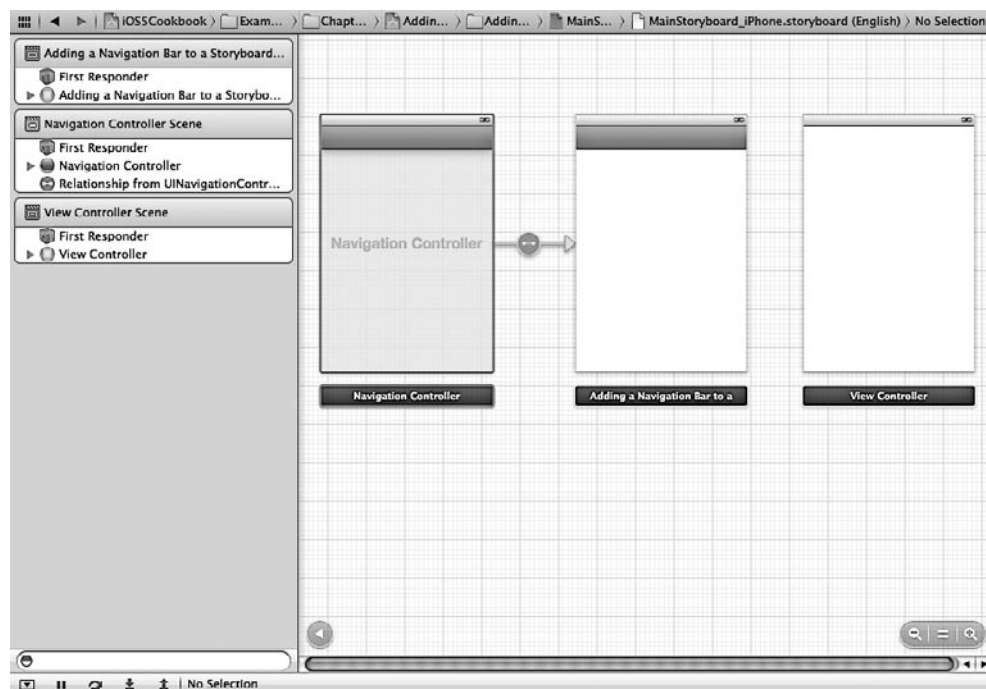 iOS5Cookbook 〉 Exam... 〉 Chapt... 〉 Addin... 〉 Addin... 〉 MainS... 〉 MainStoryboard_iPhone.storyboard (English) 〉 No Selection
Adding a Navigation Bar to a Storyboard...
First Responder
Adding a Navigation Bar to a Storybo...
Navigation Controller Scene
First Responder
Navigation Controller
Relationship from UINavigationContr...
View Controller Scene
First Responder
View Controller
Navigation Controller
Navigation Controller
Adding a Navigation Bar to a
View Controller
No Selection